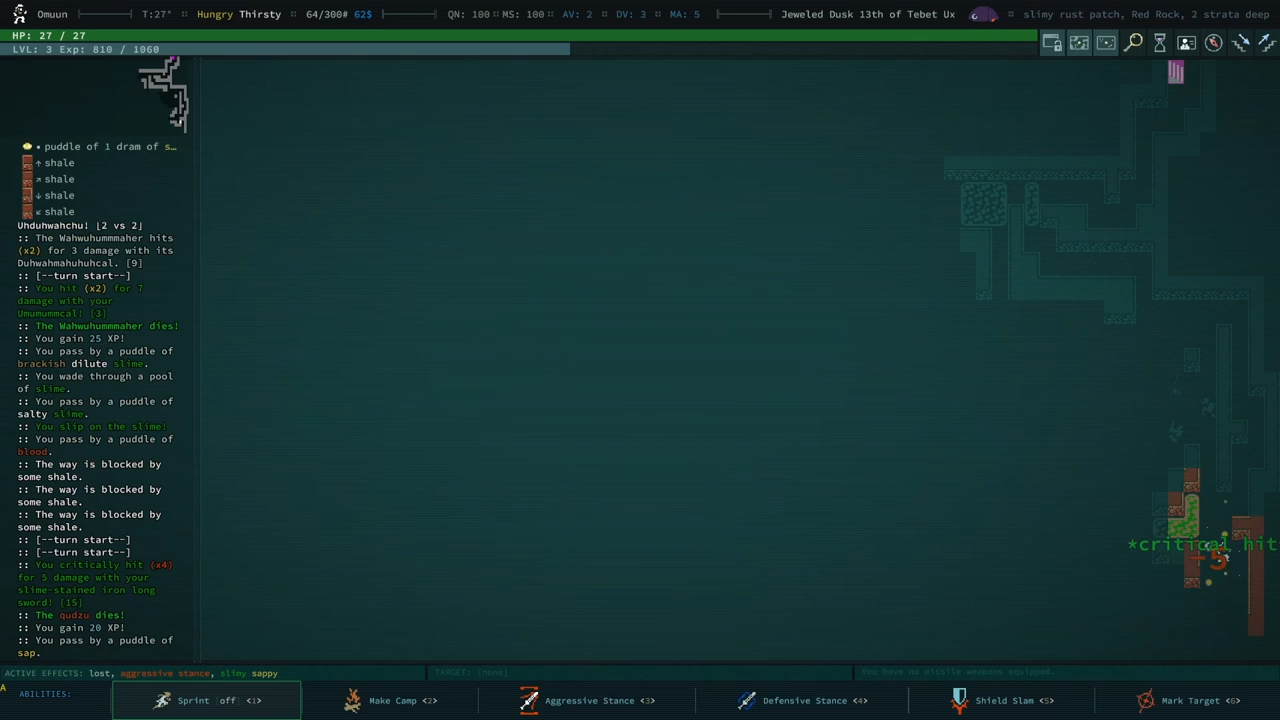 Omuun T:27° Hungry Thirsty 64/300# 62$ QN: 100 MS: 100 AV: 2 DV: 3 MA: 5 Jeweled Dusk 13th of Tebet Ux slimy rust patch, Red Rock, 2 strata deep
HP: 27 / 27
LVL: 3 Exp: 810 / 1060
puddle of 1 dram of s…
shale
shale
shale
shale
Uhduhwahchu! [2 vs 2]
:: The Wahwuhummmaher hits
(x2) for 3 damage with its
Duhwahmahuhuhcal. [9]
:: [--turn start--]
:: You hit (x2) for 7
damage with your
Umumummcal! [3]
:: The Wahwuhummmaher dies!
:: You gain 25 XP!
:: You pass by a puddle of
brackish dilute slime.
:: You wade through a pool
of slime.
:: You pass by a puddle of
salty slime.
:: You slip on the slime!
:: You pass by a puddle of
blood.
:: The way is blocked by
some shale.
:: The way is blocked by
some shale.
:: The way is blocked by
some shale.
:: [--turn start--]
:: [--turn start--]
:: You critically hit (x4)
for 5 damage with your
slime-stained iron long
sword! [15]
:: The qudzu dies!
:: You gain 20 XP!
:: You pass by a puddle of
sap.
*critical hit
-5
ACTIVE EFFECTS: lost, aggressive stance, slimy sappy TARGET: [none] You have no missile weapons equipped.
A ABILITIES: Sprint [off] <1> Make Camp <2> Aggressive Stance <3> Defensive Stance <4> Shield Slam <5> Mark Target <6>